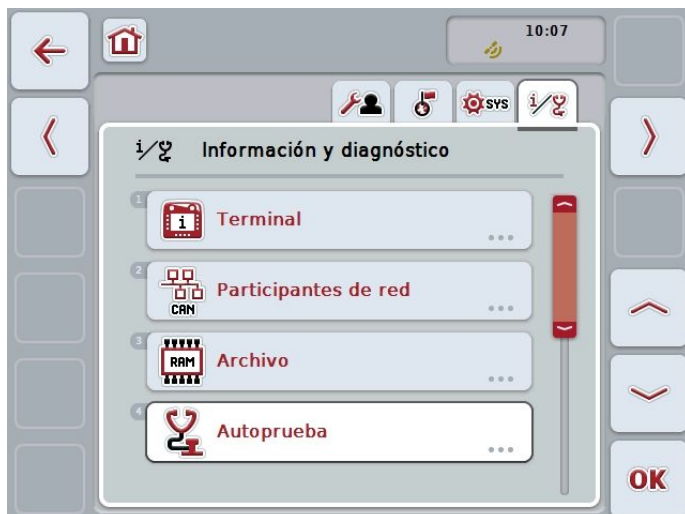 10:07
SYS
i/
i/ Información y diagnóstico
1
i
Terminal
2
CAN
Participantes de red
3
RAM
Archivo
4
Autoprueba
OK